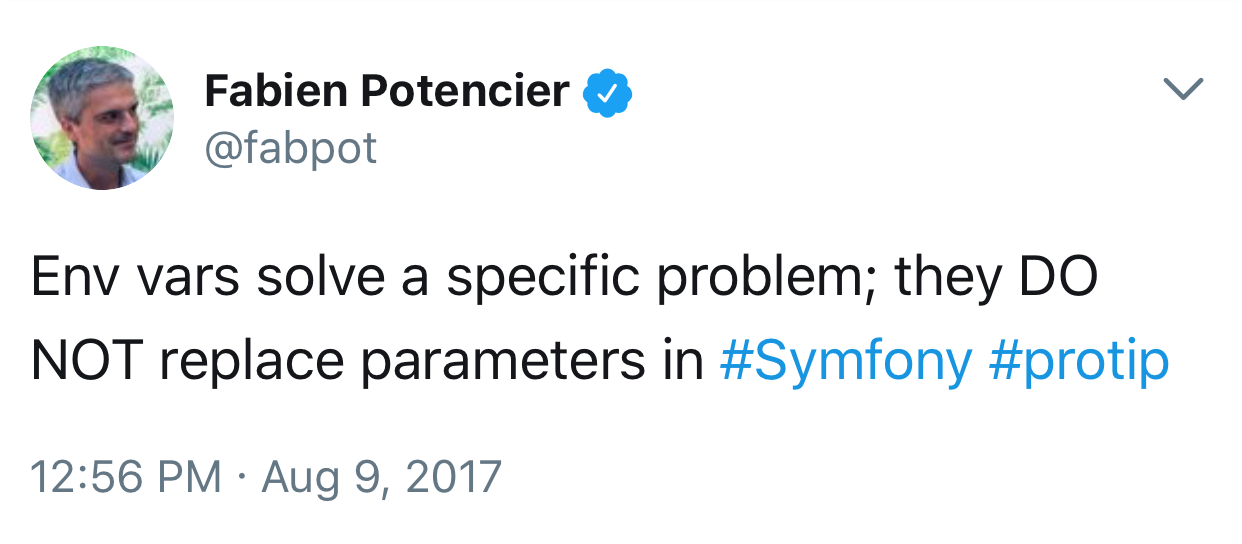 Fabien Potencier
@fabpot
Env vars solve a specific problem; they DO
NOT replace parameters in #Symfony #protip
12:56 PM · Aug 9, 2017